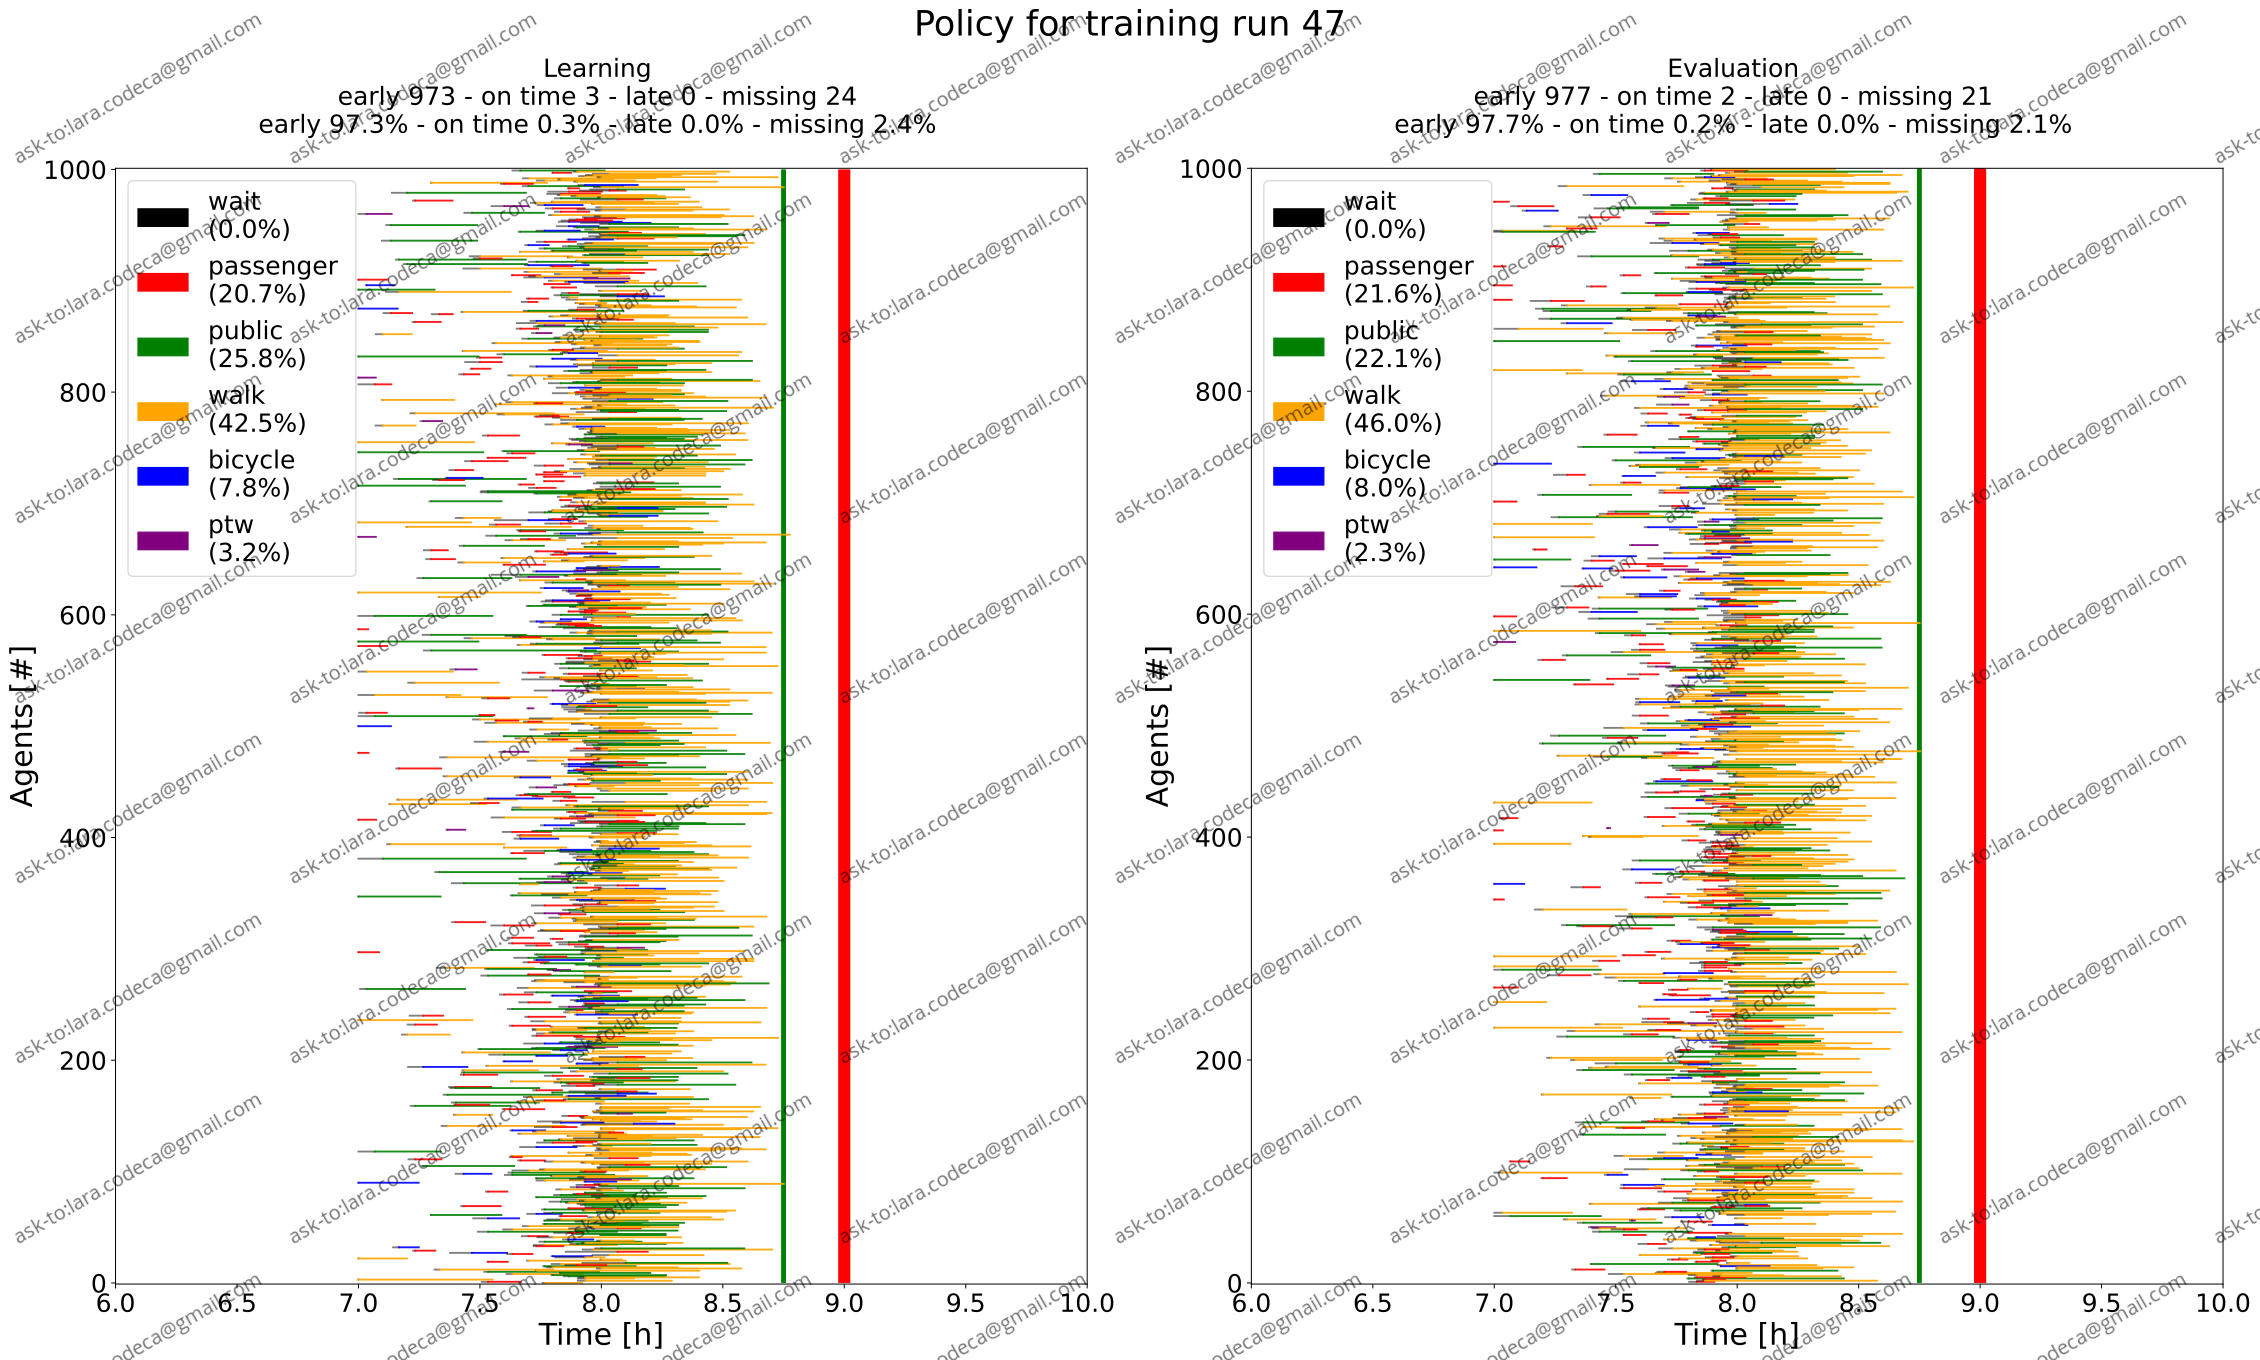 Policy for training run 47
Learning
early 973 - on time 3 - late 0 - missing 24
early 97.3% - on time 0.3% - late 0.0% - missing 2.4%
Agents [#]
1000
800
600
400
200
0
wait
(0.0%)
passenger
(20.7%)
public
(25.8%)
walk
(42.5%)
bicycle
(7.8%)
ptw
(3.2%)
6.0 6.5 7.0 7.5 8.0 8.5 9.0 9.5 10.0
Time [h]
Evaluation
early 977 - on time 2 - late 0 - missing 21
early 97.7% - on time 0.2% - late 0.0% - missing 2.1%
Agents [#]
1000
800
600
400
200
0
wait
(0.0%)
passenger
(21.6%)
public
(22.1%)
walk
(46.0%)
bicycle
(8.0%)
ptw
(2.3%)
6.0 6.5 7.0 7.5 8.0 8.5 9.0 9.5 10.0
Time [h]
ask-to:lara.codeca@gmail.com